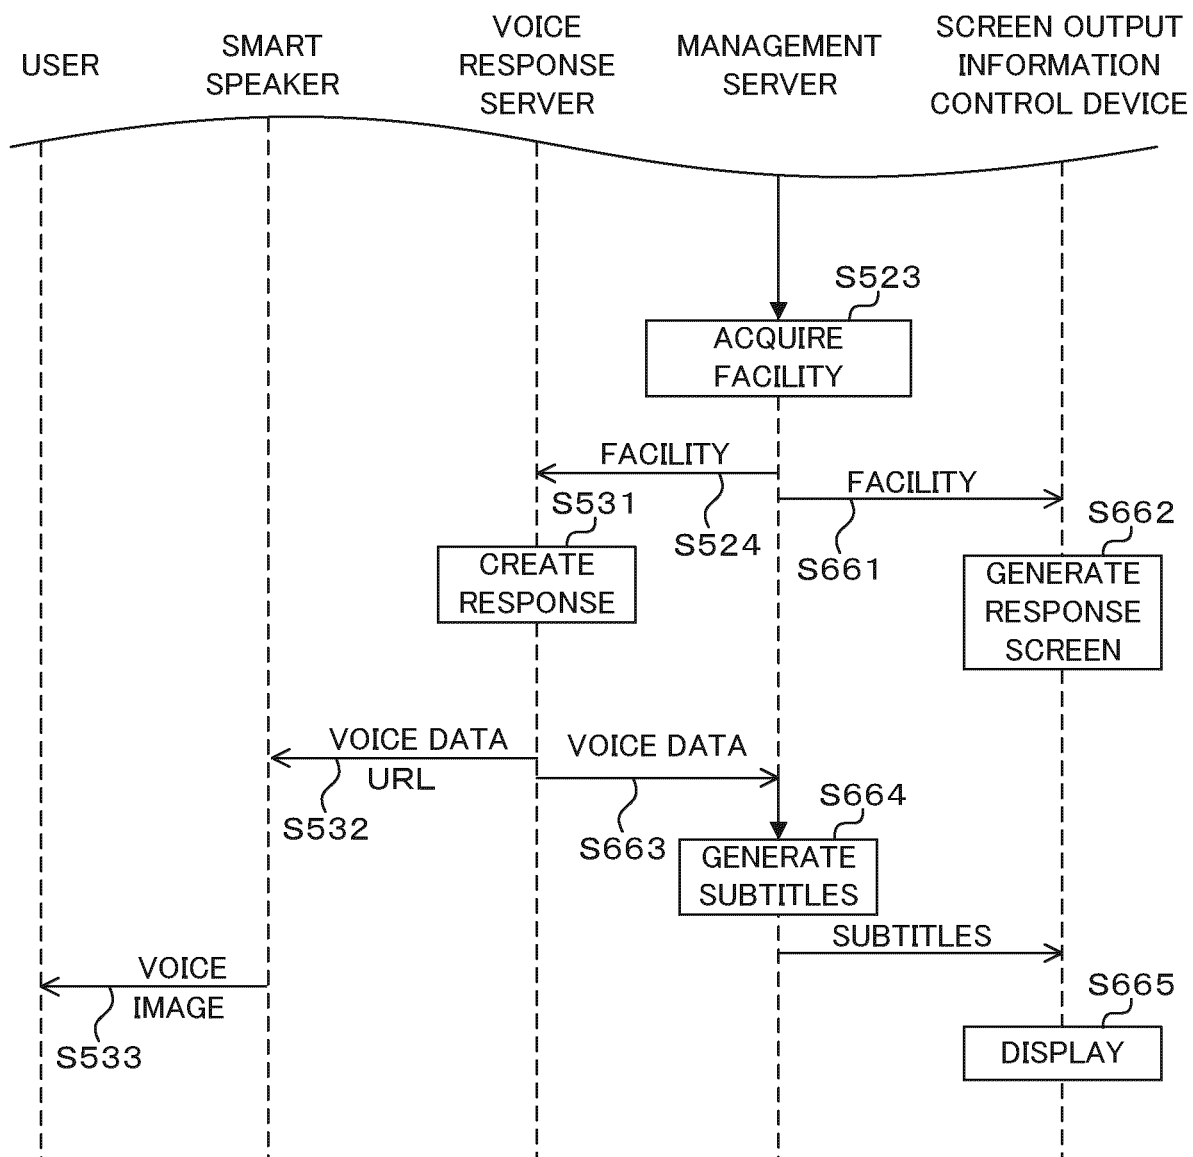 USER
SMART
SPEAKER
VOICE
RESPONSE
SERVER
MANAGEMENT
SERVER
SCREEN OUTPUT
INFORMATION
CONTROL DEVICE
S523
ACQUIRE
FACILITY
FACILITY
S524
FACILITY
S661
S531
CREATE
RESPONSE
S662
GENERATE
RESPONSE
SCREEN
VOICE DATA
URL
S532
VOICE DATA
S663
S664
GENERATE
SUBTITLES
SUBTITLES
VOICE
IMAGE
S533
S665
DISPLAY